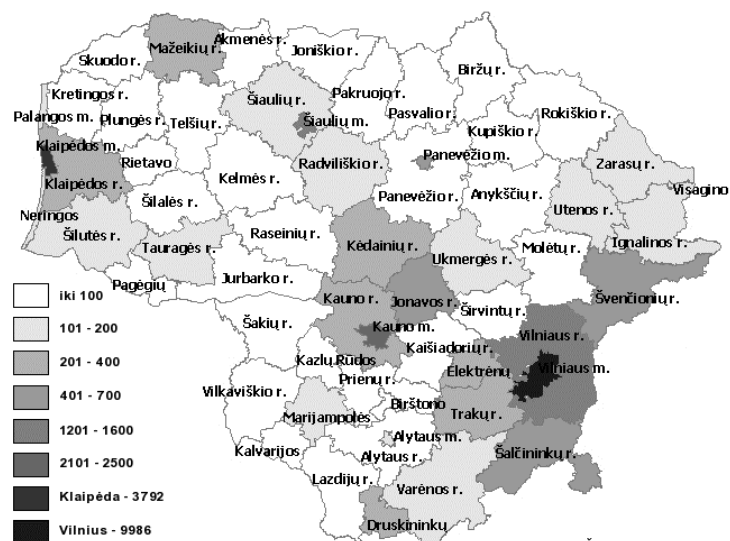 Skuodo r.
Mažeikių r.
Akmenės r.
Joniškio r.
Biržų r.
Kretingos r.
Palangos m.
Plungės r.
Telšių r.
Šiaulių r.
Šiaulių m.
Pakruojo r.
Pasvalio r.
Rokiškio r.
Kupiškio r.
Klaipėdos m.
Klaipėdos r.
Rietavo
Kelmės r.
Radviliškio r.
Panevėžio m.
Panevėžio r.
Anykščių r.
Zarasų r.
Visagino
Utenos r.
Ignalinos r.
Neringos
Šilutės r.
Šilalės r.
Tauragės r.
Raseinių r.
Kėdainių r.
Ukmergės r.
Molėtų r.
Pagėgių
Jurbarko r.
Kauno r.
Jonavos r.
Širvintų r.
Švenčionių r.
Šakių r.
Kauno m.
Kaišiadorių r.
Vilniaus r.
Vilniaus m.
Kazlų Rūdos
Prienų r.
Elektrėnų
Vilkaviškio r.
Marijampolės
Birštono
Trakų r.
Kalvarijos
Alytaus m.
Alytaus r.
Šalčininkų r.
Lazdijų r.
Varėnos r.
Druskininkų
iki 100
101 - 200
201 - 400
401 - 700
1201 - 1600
2101 - 2500
Klaipėda - 3792
Vilnius - 9986